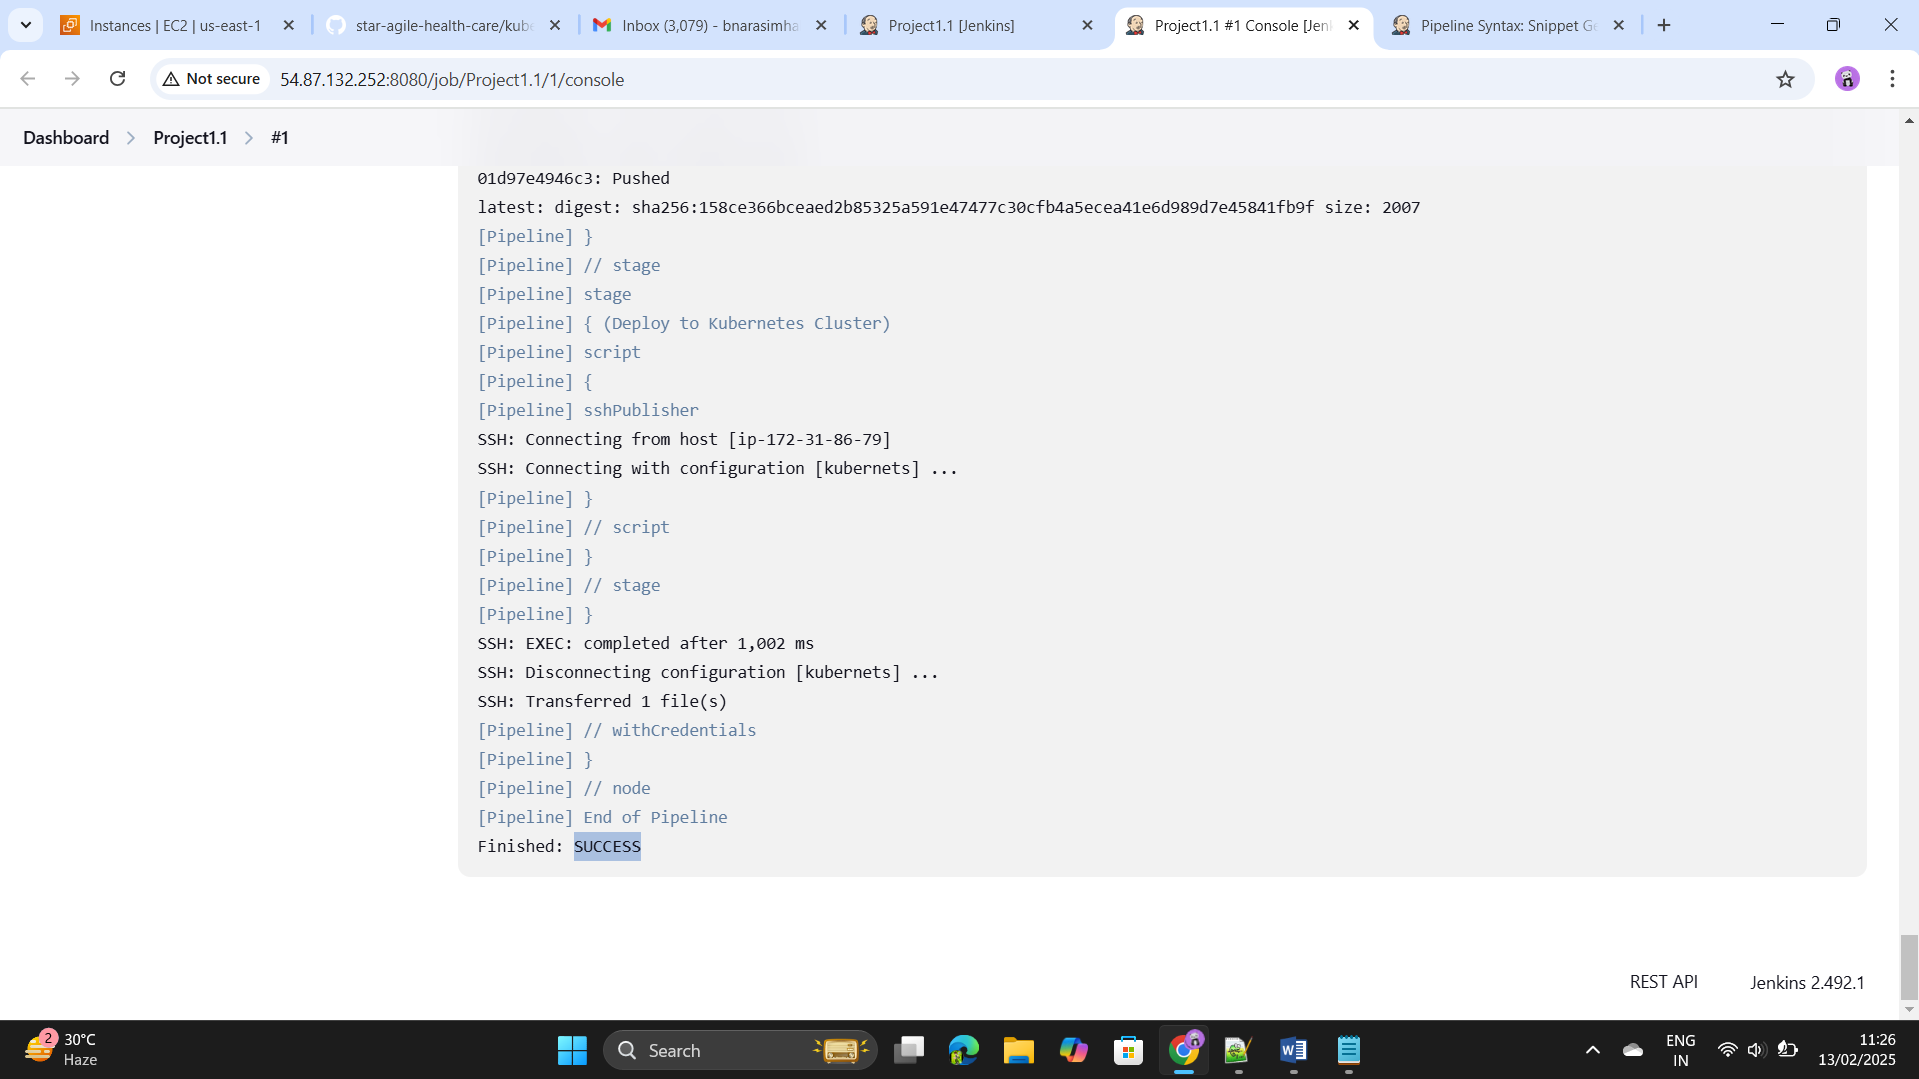 Instances | EC2 | us-east-1
star-agile-health-care/kube
Inbox (3,079) - bnarasimha
Project1.1 [Jenkins]
Project1.1 #1 Console [Jenk
Pipeline Syntax: Snippet Ge
Not secure
54.87.132.252:8080/job/Project1.1/1/console
Dashboard
Project1.1
#1
01d97e4946c3: Pushed
latest: digest: sha256:158ce366bceaed2b85325a591e47477c30cfb4a5ecea41e6d989d7e45841fb9f size: 2007
[Pipeline] }
[Pipeline] // stage
[Pipeline] stage
[Pipeline] { (Deploy to Kubernetes Cluster)
[Pipeline] script
[Pipeline] {
[Pipeline] sshPublisher
SSH: Connecting from host [ip-172-31-86-79]
SSH: Connecting with configuration [kubernets] ...
[Pipeline] }
[Pipeline] // script
[Pipeline] }
[Pipeline] // stage
[Pipeline] }
SSH: EXEC: completed after 1,002 ms
SSH: Disconnecting configuration [kubernets] ...
SSH: Transferred 1 file(s)
[Pipeline] // withCredentials
[Pipeline] }
[Pipeline] // node
[Pipeline] End of Pipeline
Finished: SUCCESS
REST API
Jenkins 2.492.1
2
30°C
Haze
Search
ENG
IN
11:26
13/02/2025